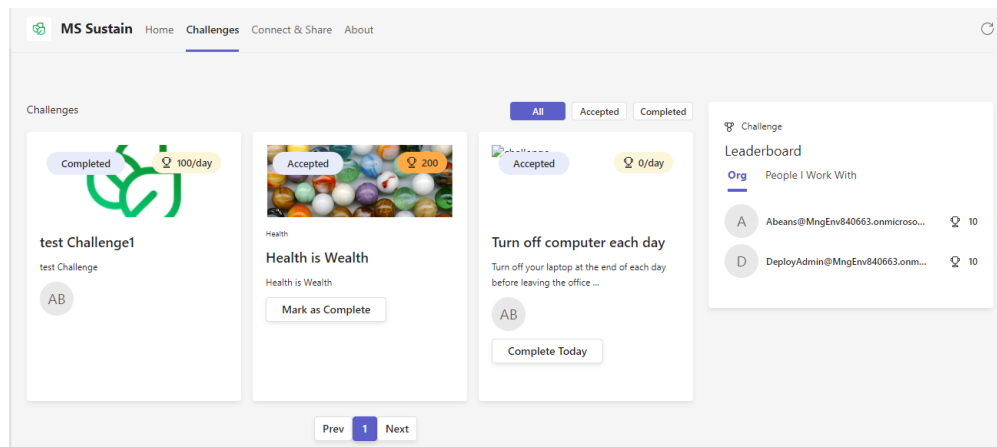 MS Sustain Home Challenges Connect & Share About
Challenges
All Accepted Completed
Completed
100/day
test Challenge1
test Challenge
AB
Accepted
200
Health
Health is Wealth
Health is Wealth
Mark as Complete
challenge
Accepted
0/day
Turn off computer each day
Turn off your laptop at the end of each day
before leaving the office ...
AB
Complete Today
Prev 1 Next
Challenge
Leaderboard
Org People I Work With
A Abeans@MngEnv840663.onmicroso... 10
D DeployAdmin@MngEnv840663.onm... 10